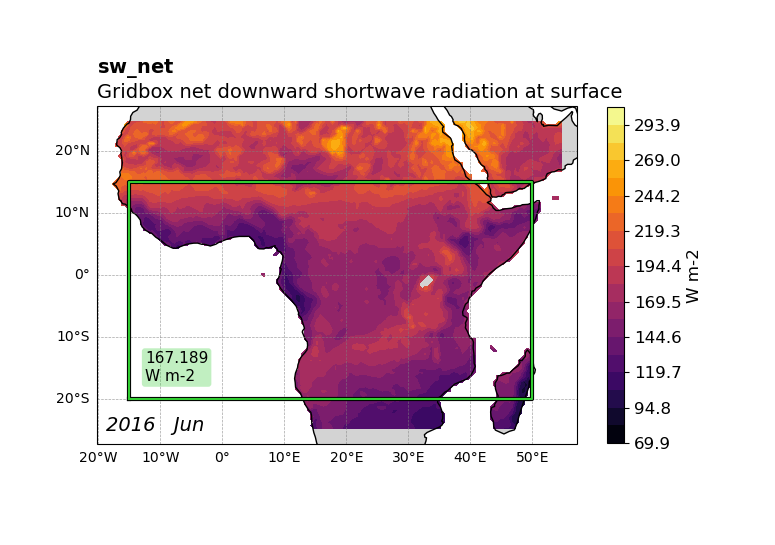 sw_net
Gridbox net downward shortwave radiation at surface
20°N
10°N
0°
10°S
20°S
167.189
W m-2
2016 Jun
20°W 10°W 0° 10°E 20°E 30°E 40°E 50°E
293.9
269.0
244.2
219.3
194.4
169.5
144.6
119.7
94.8
69.9
W m-2